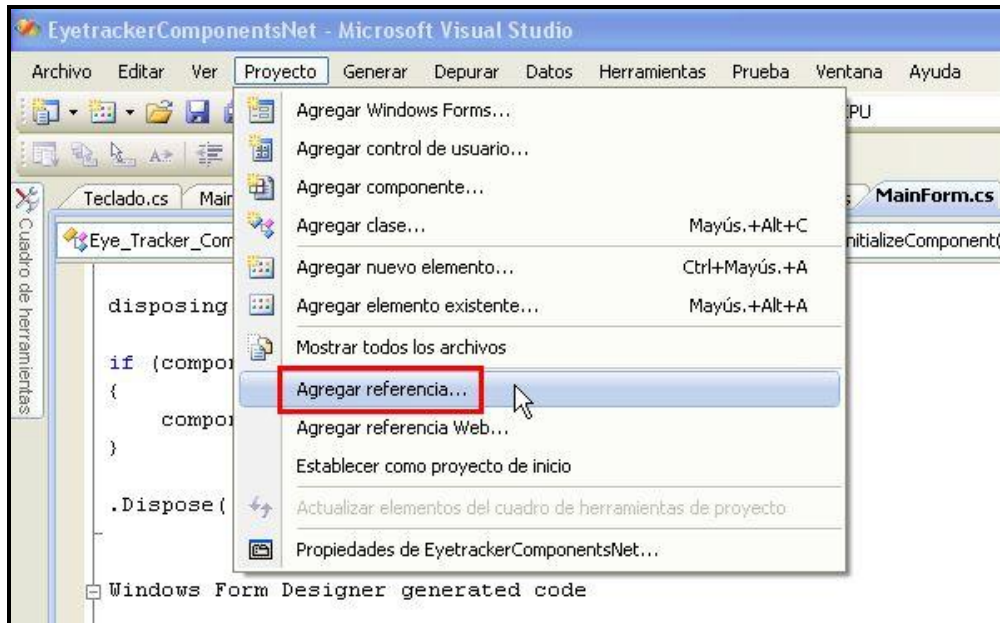 EyetrackerComponentsNet - Microsoft Visual Studio
Archivo Editar Ver Proyecto Generar Depurar Datos Herramientas Prueba Ventana Ayuda
Agregar Windows Forms...
Agregar control de usuario...
Agregar componente...
Teclado.cs MainForm.cs
Agregar clase... Mayús.+Alt+C
Cuadro de herramientas
Agregar nuevo elemento... Ctrl+Mayús.+A
disposing
Agregar elemento existente... Mayús.+Alt+A
Mostrar todos los archivos
if (
{
Agregar referencia...
Agregar referencia Web...
}
Establecer como proyecto de inicio
.Dispose(
Actualizar elementos del cuadro de herramientas de proyecto
Propiedades de EyetrackerComponentsNet...
Windows Form Designer generated code